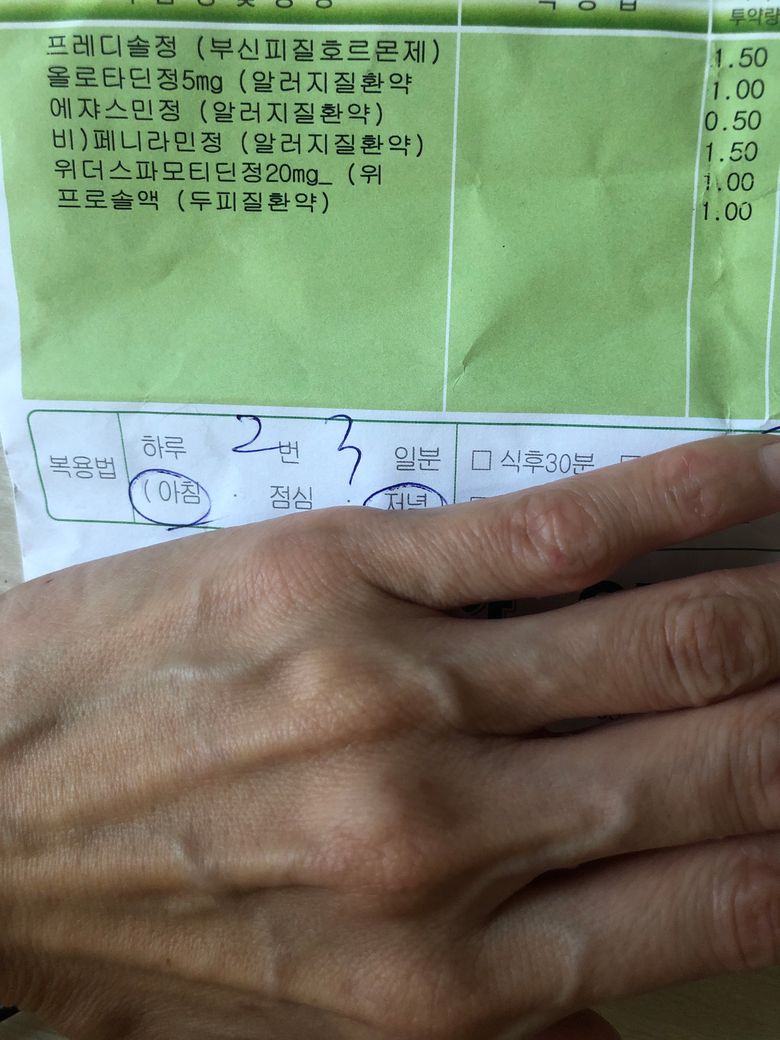 투약량
프레디솔정 (부신피질호르몬제) 1.50
올로타딘정5mg (알러지질환약 1.00
에쟈스민정 (알러지질환약) 0.50
비)페니라민정 (알러지질환약) 1.50
위더스파모티딘정20mg_ (위 1.00
프로솔액 (두피질환약) 1.00
복용법
하루 2 번 3 일분 □ 식후30분
(아침 · 점심 · 저녁